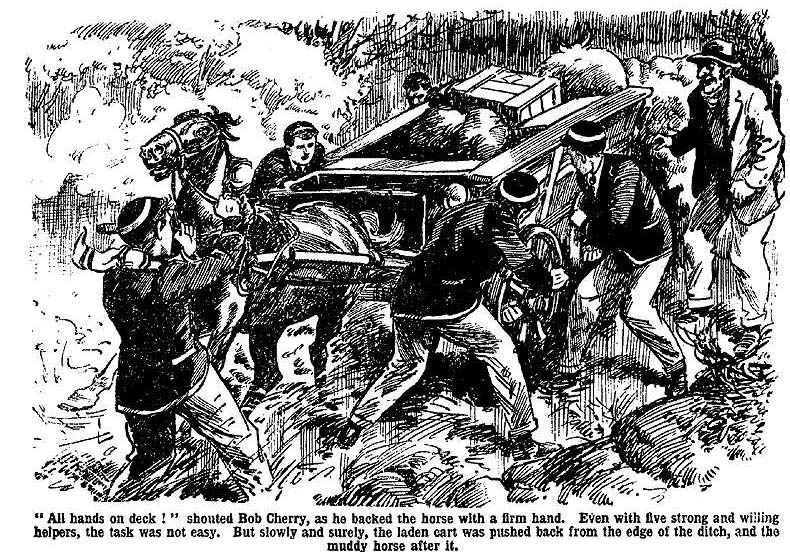 " All hands on deck ! " shouted Bob Cherry, as he backed the horse with a firm hand. Even with five strong and willing
helpers, the task was not easy. But slowly and surely, the laden cart was pushed back from the edge of the ditch, and the
muddy horse after it.